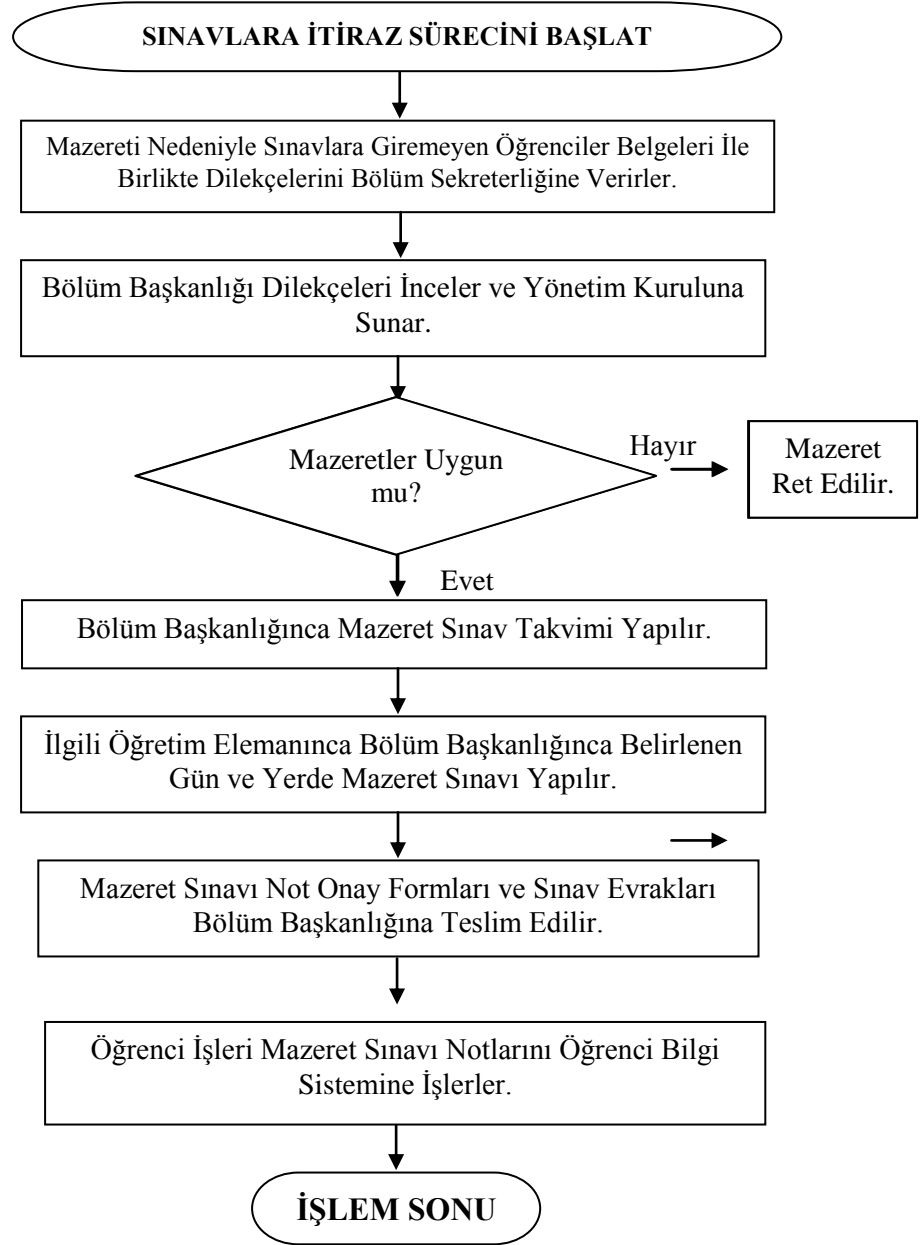 SINAVLARA İTİRAZ SÜRECİNİ BAŞLAT
Mazereti Nedeniyle Sınavlara Giremeyen Öğrenciler Belgeleri İle
Birlikte Dilekçelerini Bölüm Sekreterliğine Verirler.
Bölüm Başkanlığı Dilekçeleri İnceler ve Yönetim Kuruluna
Sunar.
Mazeretler Uygun
mu?
Hayır
Mazeret
Ret Edilir.
Evet
Bölüm Başkanlığınca Mazeret Sınav Takvimi Yapılır.
İlgili Öğretim Elemanınca Bölüm Başkanlığınca Belirlenen
Gün ve Yerde Mazeret Sınavı Yapılır.
Mazeret Sınavı Not Onay Formları ve Sınav Evrakları
Bölüm Başkanlığına Teslim Edilir.
Öğrenci İşleri Mazeret Sınavı Notlarını Öğrenci Bilgi
Sistemine İşlerler.
İŞLEM SONU